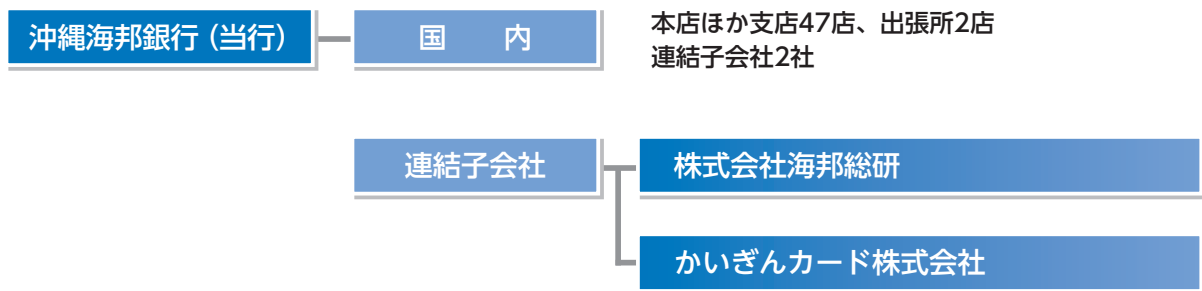 沖縄海邦銀行（当行）
国　内
本店ほか支店47店、出張所2店
連結子会社2社
連結子会社
株式会社海邦総研
かいぎんカード株式会社